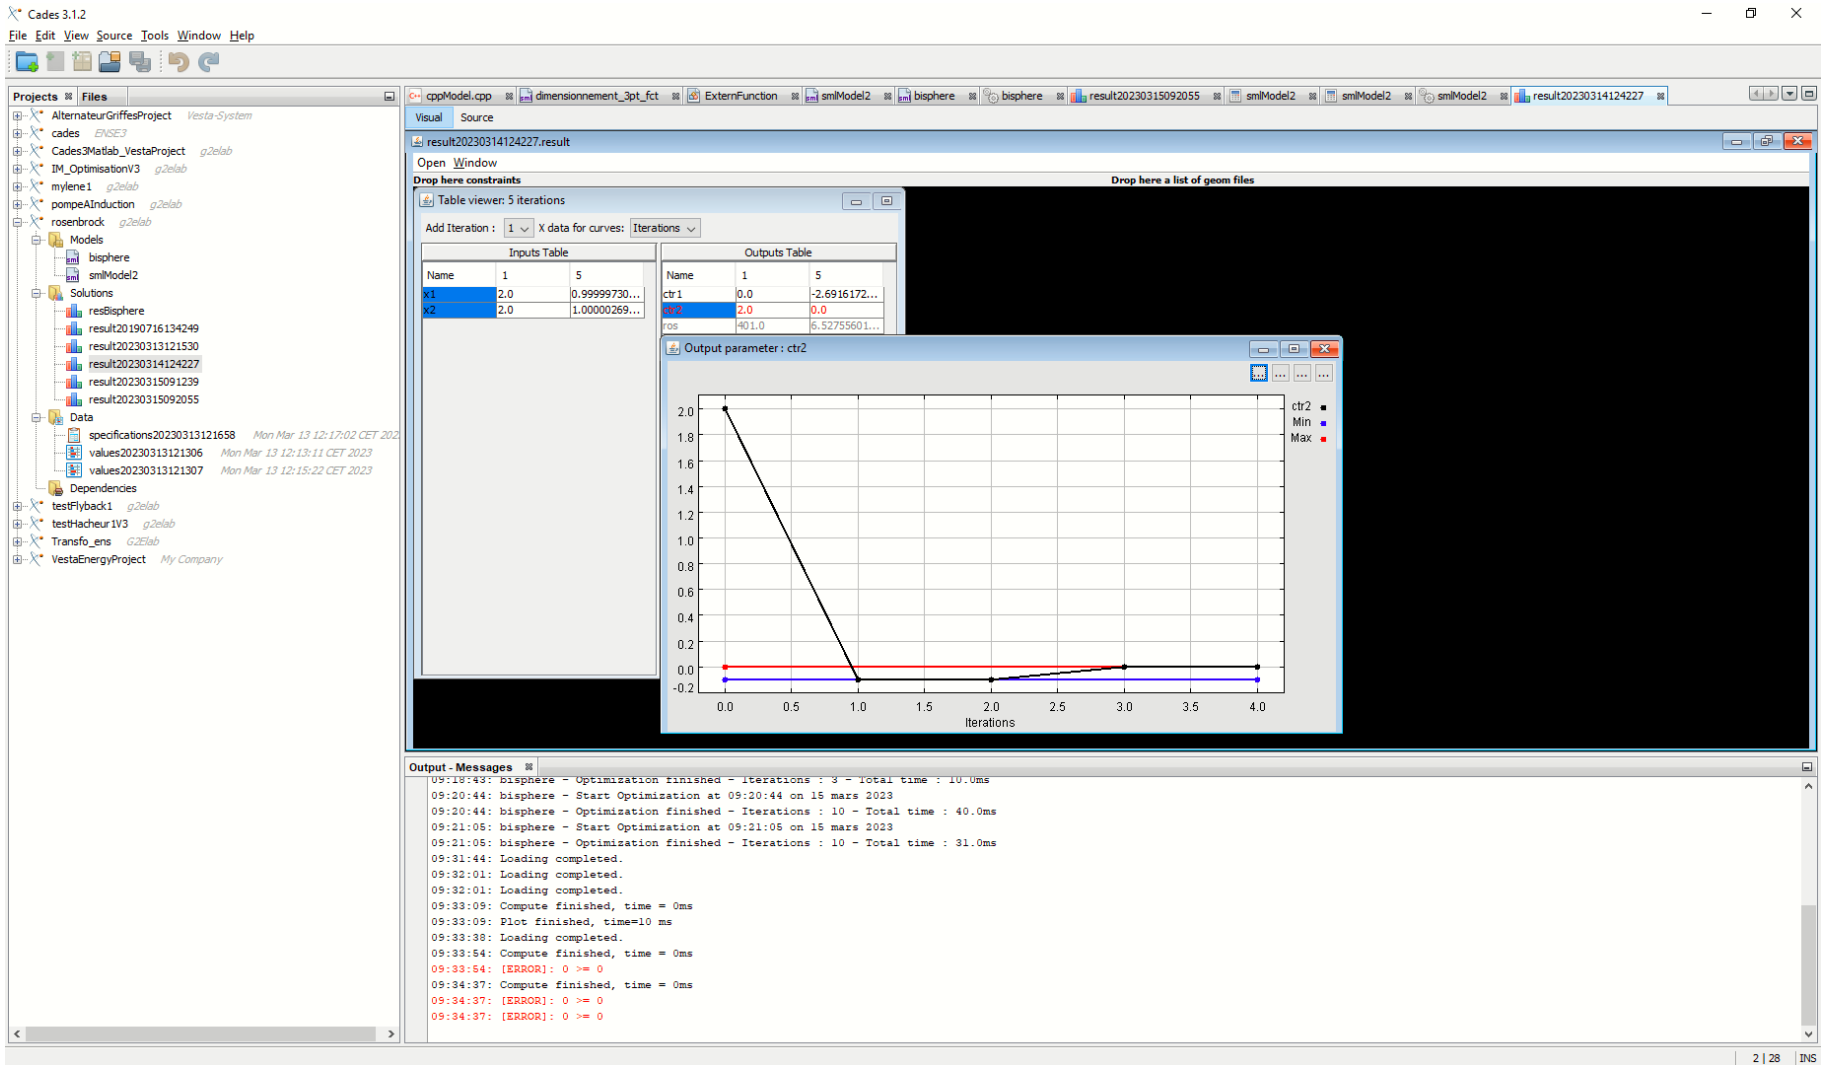 Cades 3.1.2
File Edit View Source Tools Window Help
Projects Files
AlternateurGriffesProject Vesta-System
cades ENSE3
Cades3Matlab_VestaProject g2elab
IM_OptimisationV3 g2elab
mylene1 g2elab
pompeAInduction g2elab
rosenbrock g2elab
Models
bisphere
smlModel2
Solutions
resBisphere
result20190716134249
result20230313121530
result20230314124227
result20230315091239
result20230315092055
Data
specifications20230313121658 Mon Mar 13 12:17:02 CET 202
values20230313121306 Mon Mar 13 12:13:11 CET 2023
values20230313121307 Mon Mar 13 12:15:22 CET 2023
Dependencies
testFlyback1 g2elab
testHacheur1V3 g2elab
Transfo_ens G2Elab
VestaEnergyProject My Company
cppModel.cpp dimensionnement_3pt_fct ExternFunction smlModel2 bisphere bisphere result20230315092055 smlModel2 smlModel2 smlModel2 result20230314124227
Visual Source
result20230314124227.result
Open Window
Drop here constraints Drop here a list of geom files
Table viewer: 5 iterations
Add Iteration : 1 X data for curves: Iterations
Inputs Table Outputs Table
Name 1 5 Name 1 5
x1 2.0 0.99999730... ctr1 0.0 -2.6916172...
x2 2.0 1.00000269... ctr2 2.0 0.0
ros 401.0 6.52755601...
Output parameter : ctr2
... ... ... ...
ctr2
Min
Max
2.0
1.8
1.6
1.4
1.2
1.0
0.8
0.6
0.4
0.2
0.0
-0.2
0.0 0.5 1.0 1.5 2.0 2.5 3.0 3.5 4.0
Iterations
Output - Messages
09:18:43: bisphere - Optimization finished - Iterations : 3 - Total time : 10.0ms
09:20:44: bisphere - Start Optimization at 09:20:44 on 15 mars 2023
09:20:44: bisphere - Optimization finished - Iterations : 10 - Total time : 40.0ms
09:21:05: bisphere - Start Optimization at 09:21:05 on 15 mars 2023
09:21:05: bisphere - Optimization finished - Iterations : 10 - Total time : 31.0ms
09:31:44: Loading completed.
09:32:01: Loading completed.
09:32:01: Loading completed.
09:33:09: Compute finished, time = 0ms
09:33:09: Plot finished, time=10 ms
09:33:38: Loading completed.
09:33:54: Compute finished, time = 0ms
09:33:54: [ERROR]: 0 >= 0
09:34:37: Compute finished, time = 0ms
09:34:37: [ERROR]: 0 >= 0
09:34:37: [ERROR]: 0 >= 0
2 | 28 INS